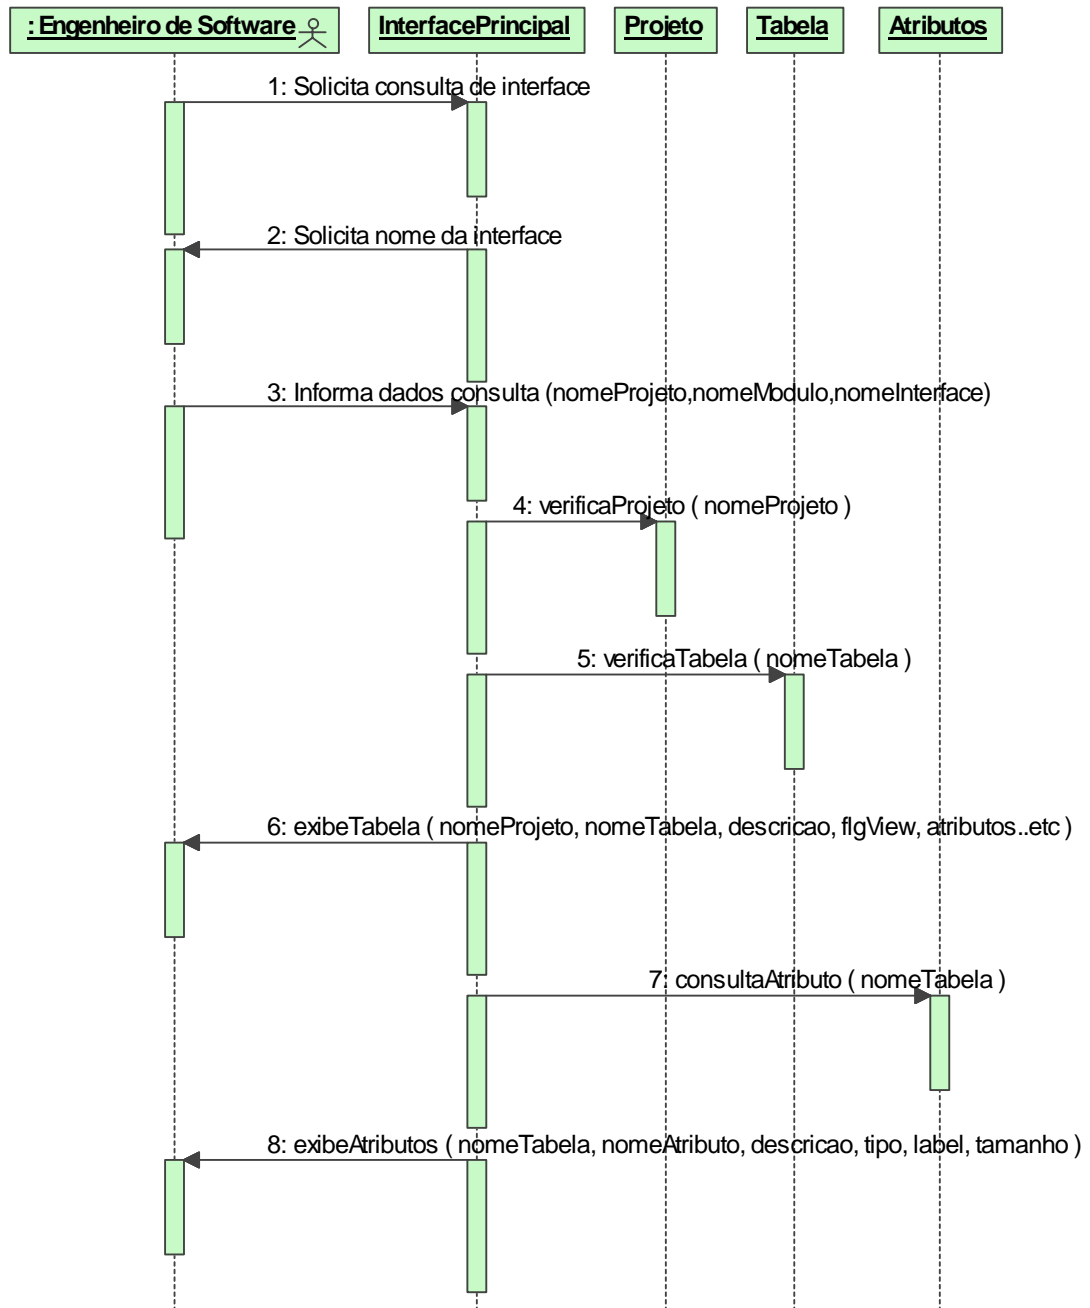 : Engenheiro de Software
InterfacePrincipal
Projeto
Tabela
Atributos
1: Solicita consulta de interface
2: Solicita nome da interface
3: Informa dados consulta (nomeProjeto,nomeModulo,nomeInterface)
4: verificaProjeto ( nomeProjeto )
5: verificaTabela ( nomeTabela )
6: exibeTabela ( nomeProjeto, nomeTabela, descricao, flgView, atributos..etc )
7: consultaAtributo ( nomeTabela )
8: exibeAtributos ( nomeTabela, nomeAtributo, descricao, tipo, label, tamanho )